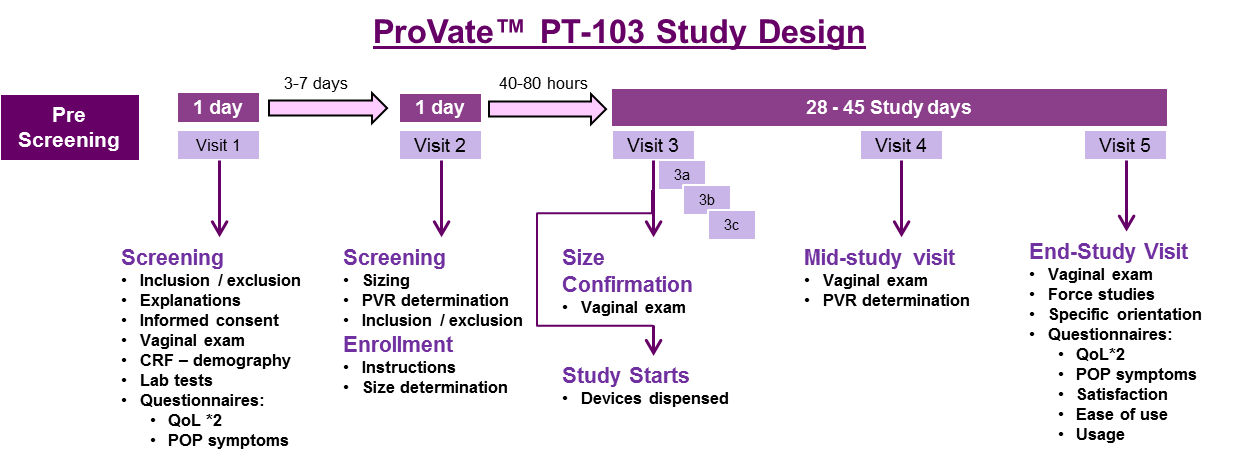 ProVate™ PT-103 Study Design
Pre
Screening
1 day
3-7 days
1 day
40-80 hours
28 - 45 Study days
Visit 1
Visit 2
Visit 3
3a
3b
3c
Visit 4
Visit 5
Screening
• Inclusion / exclusion
• Explanations
• Informed consent
• Vaginal exam
• CRF – demography
• Lab tests
• Questionnaires:
• QoL *2
• POP symptoms
Screening
• Sizing
• PVR determination
• Inclusion / exclusion
Enrollment
• Instructions
• Size determination
Size
Confirmation
• Vaginal exam
Study Starts
• Devices dispensed
Mid-study visit
• Vaginal exam
• PVR determination
End-Study Visit
• Vaginal exam
• Force studies
• Specific orientation
• Questionnaires:
• QoL*2
• POP symptoms
• Satisfaction
• Ease of use
• Usage